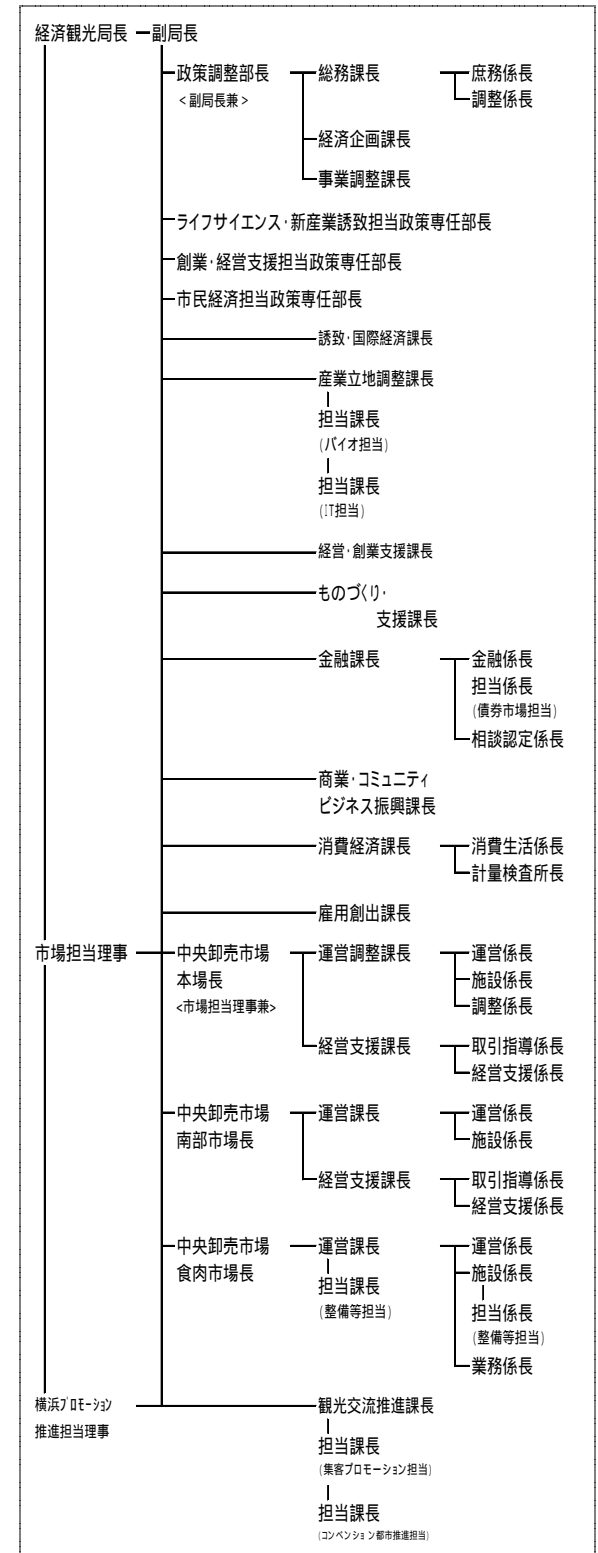 経済観光局長 副局長
政策調整部長 総務課長 庶務係長
<副局長兼> 調整係長
経済企画課長
事業調整課長
ライフサイエンス・新産業誘致担当政策専任部長
創業・経営支援担当政策専任部長
市民経済担当政策専任部長
誘致・国際経済課長
産業立地調整課長
担当課長
(バイオ担当)
担当課長
(IT担当)
経営・創業支援課長
ものづくり・
支援課長
金融課長 金融係長
担当係長
(債券市場担当)
相談認定係長
商業・コミュニティ
ビジネス振興課長
消費経済課長 消費生活係長
計量検査所長
雇用創出課長
市場担当理事 中央卸売市場 運営調整課長 運営係長
本場長 施設係長
<市場担当理事兼> 調整係長
経営支援課長 取引指導係長
経営支援係長
中央卸売市場 運営課長 運営係長
南部市場長 施設係長
経営支援課長 取引指導係長
経営支援係長
中央卸売市場 運営課長 運営係長
食肉市場長 施設係長
担当課長 担当係長
(整備等担当) (整備等担当)
業務係長
横浜プロモーション 観光交流推進課長
推進担当理事
担当課長
(集客プロモーション担当)
担当課長
(コンベンション都市推進担当)